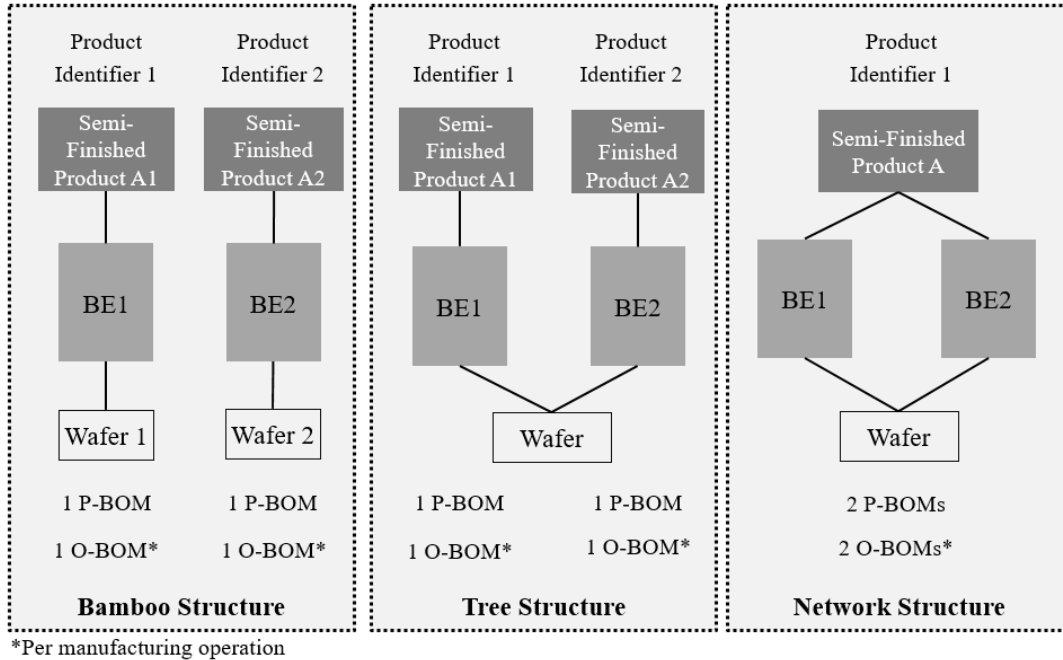 Product
Identifier 1
Semi-
Finished
Product A1
BE1
Wafer 1
1 P-BOM
1 O-BOM*
Product
Identifier 2
Semi-
Finished
Product A2
BE2
Wafer 2
1 P-BOM
1 O-BOM*
Bamboo Structure
Product
Identifier 1
Semi-
Finished
Product A1
BE1
Product
Identifier 2
Semi-
Finished
Product A2
BE2
Wafer
1 P-BOM
1 O-BOM*
1 P-BOM
1 O-BOM*
Tree Structure
Product
Identifier 1
Semi-Finished
Product A
BE1
BE2
Wafer
2 P-BOMs
2 O-BOMs*
Network Structure
*Per manufacturing operation